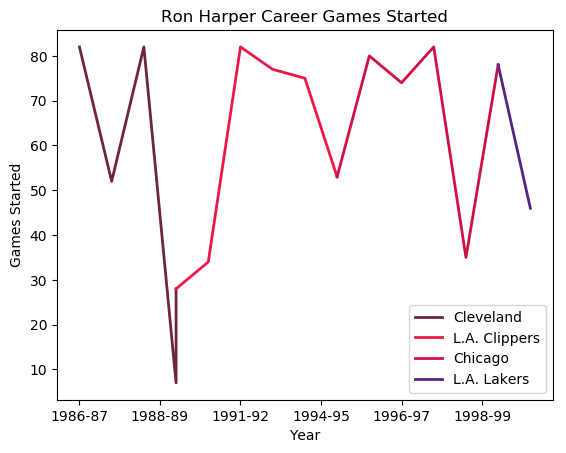 Ron Harper Career Games Started
Games Started
80
70
60
50
40
30
20
10
Cleveland
L.A. Clippers
Chicago
L.A. Lakers
1986-87 1988-89 1991-92 1994-95 1996-97 1998-99
Year